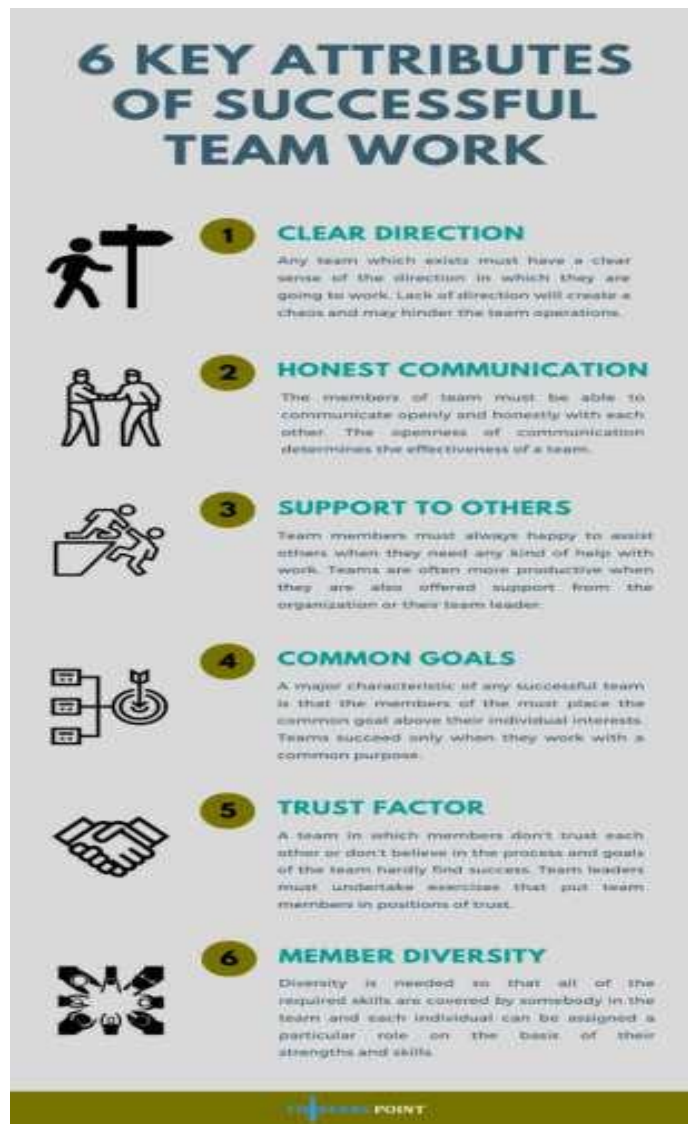 6 KEY ATTRIBUTES
OF SUCCESSFUL
TEAM WORK
1 CLEAR DIRECTION
Any team which exists must have a clear
sense of the direction in which they are
going to work. Lack of direction will create a
chaos and may hinder the team operations.
2 HONEST COMMUNICATION
The members of team must be able to
communicate openly and honestly with each
other. The openness of communication
determines the effectiveness of a team.
3 SUPPORT TO OTHERS
Team members must always happy to assist
others when they need any kind of help with
work. Teams are often more productive when
they are also offered support from the
organization or their team leader.
4 COMMON GOALS
A major characteristic of any successful team
is that the members of the must place the
common goal above their individual interests.
Teams succeed only when they work with a
common purpose.
5 TRUST FACTOR
A team in which members don't trust each
other or don't believe in the process and goals
of the team hardly find success. Team leaders
must undertake exercises that put team
members in positions of trust.
6 MEMBER DIVERSITY
Diversity is needed so that all of the
required skills are covered by somebody in the
team and each individual can be assigned a
particular role on the basis of their
strengths and skills.
POINT